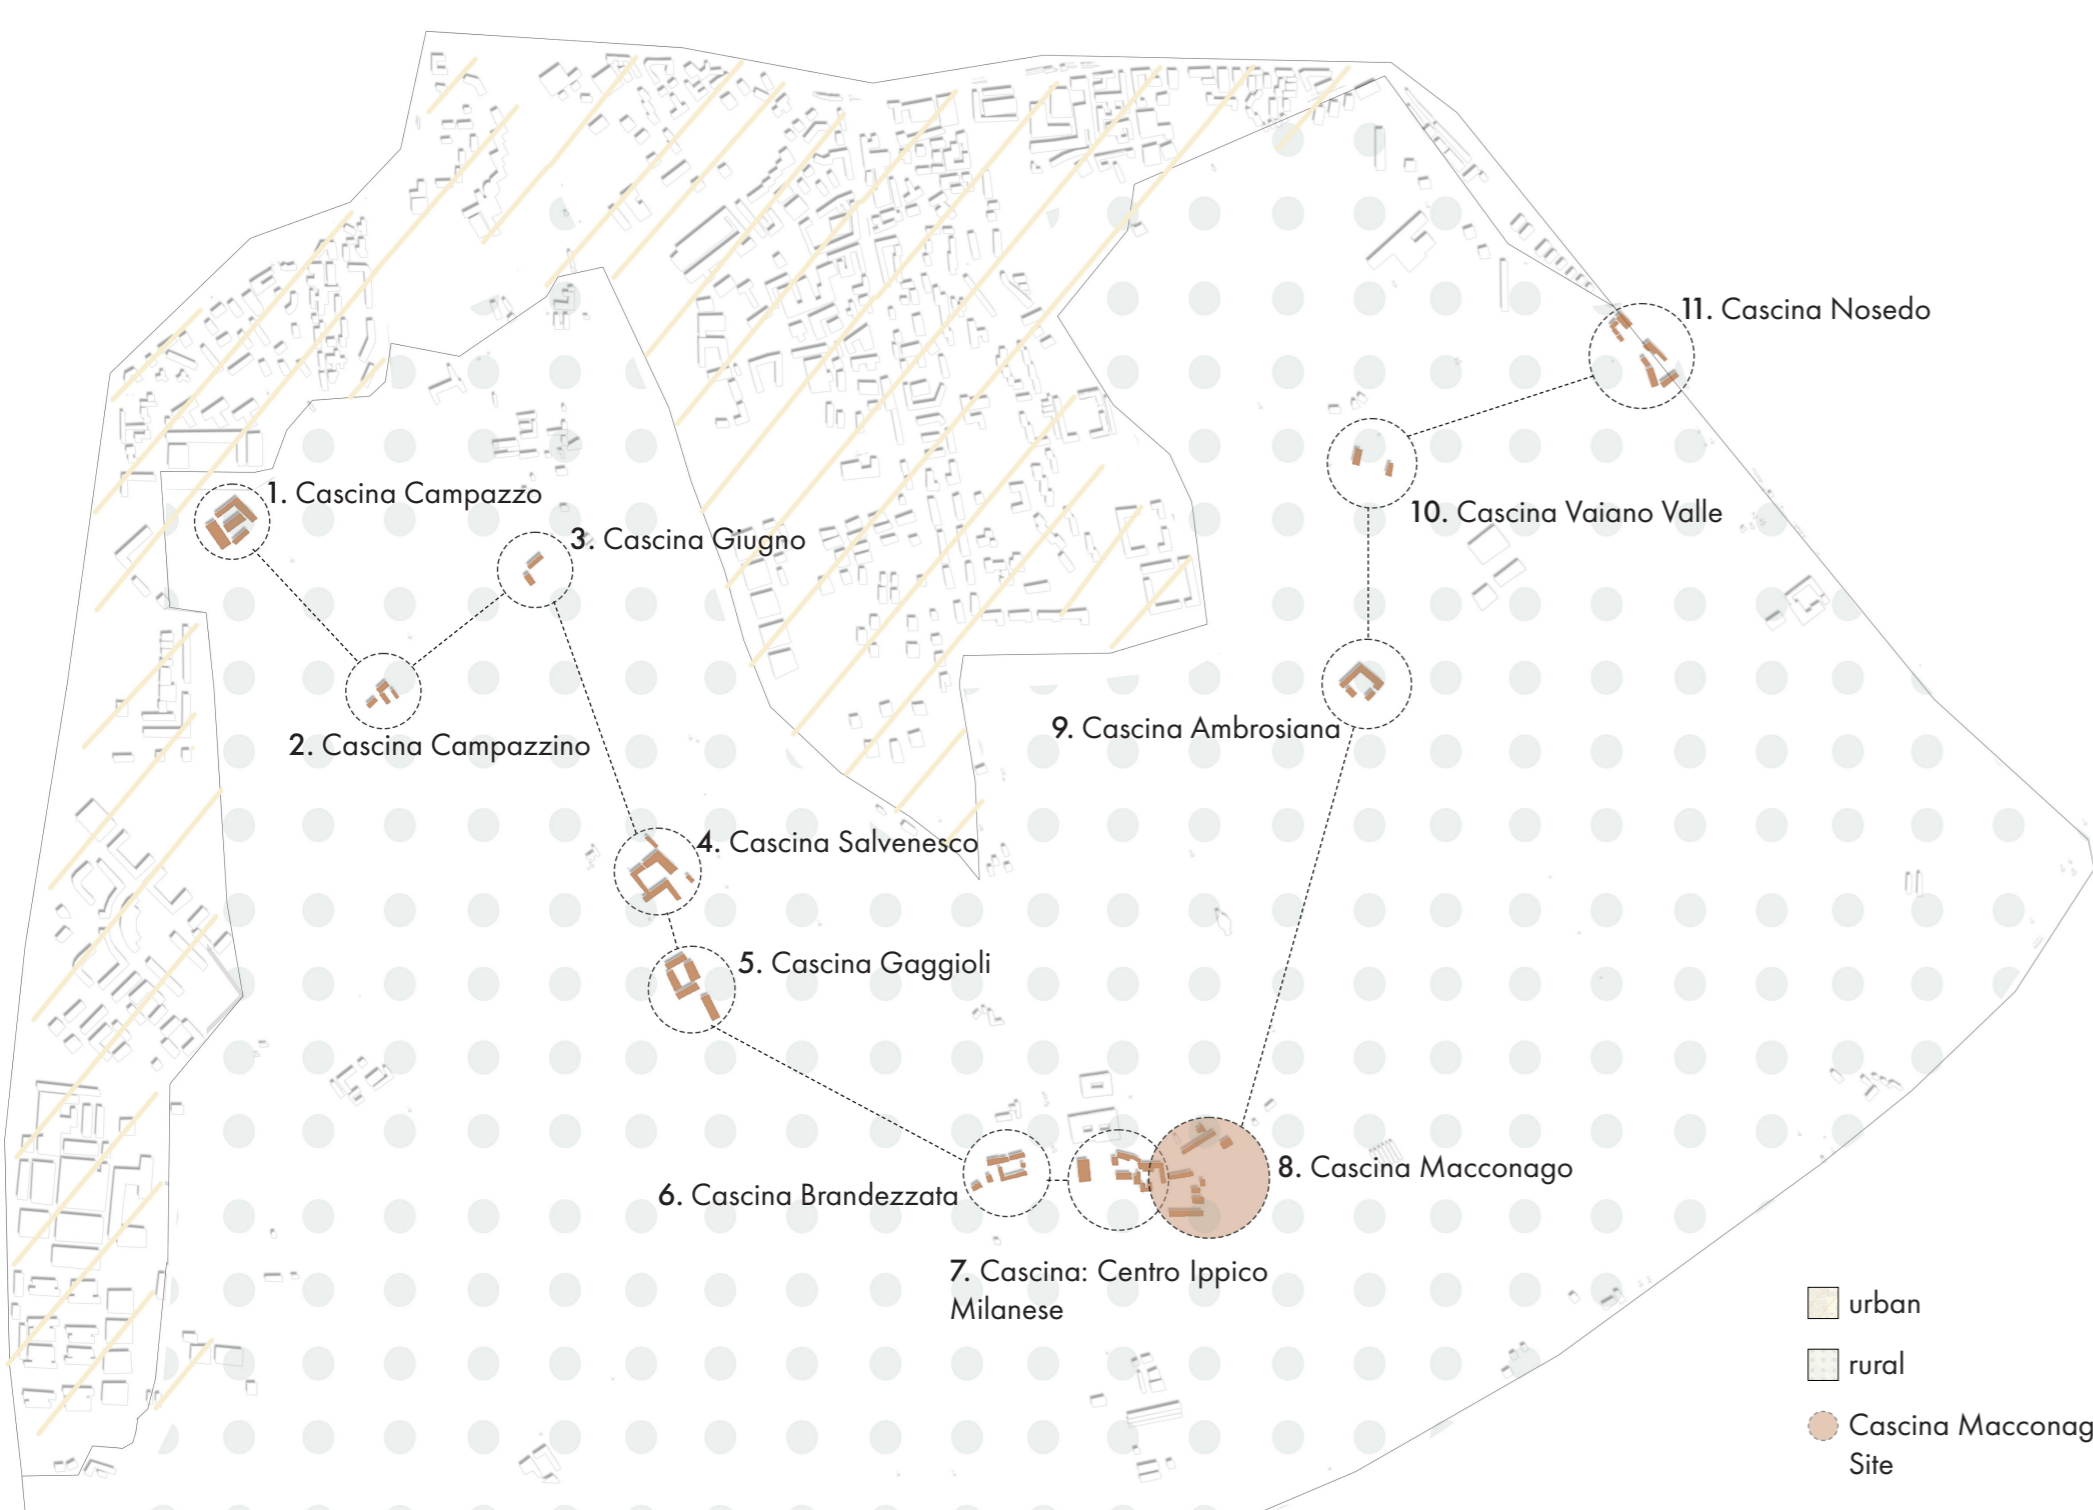 11. Cascina Nosedo
1. Cascina Campazzo
10. Cascina Vaiano Valle
3. Cascina Giugno
2. Cascina Campazzino
9. Cascina Ambrosiana
4. Cascina Salvenesco
5. Cascina Gaggioli
8. Cascina Macconago
6. Cascina Brandezzata
7. Cascina: Centro Ippico
Milanese
urban
rural
Cascina Macconag
Site